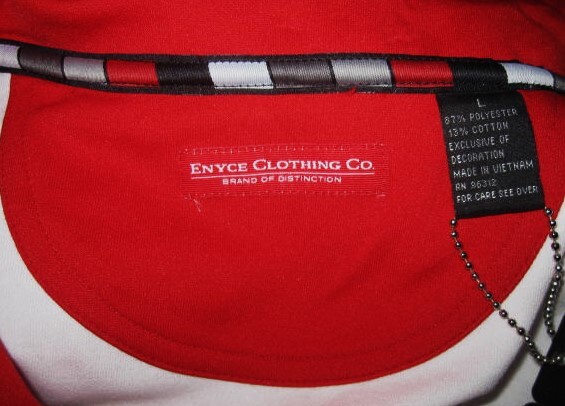 ENYCE CLOTHING CO.
BRAND OF DISTINCTION
L
87% POLYESTER
13% COTTON
EXCLUSIVE OF
DECORATION
MADE IN VIETNAM
RN 96312
FOR CARE SEE OVER